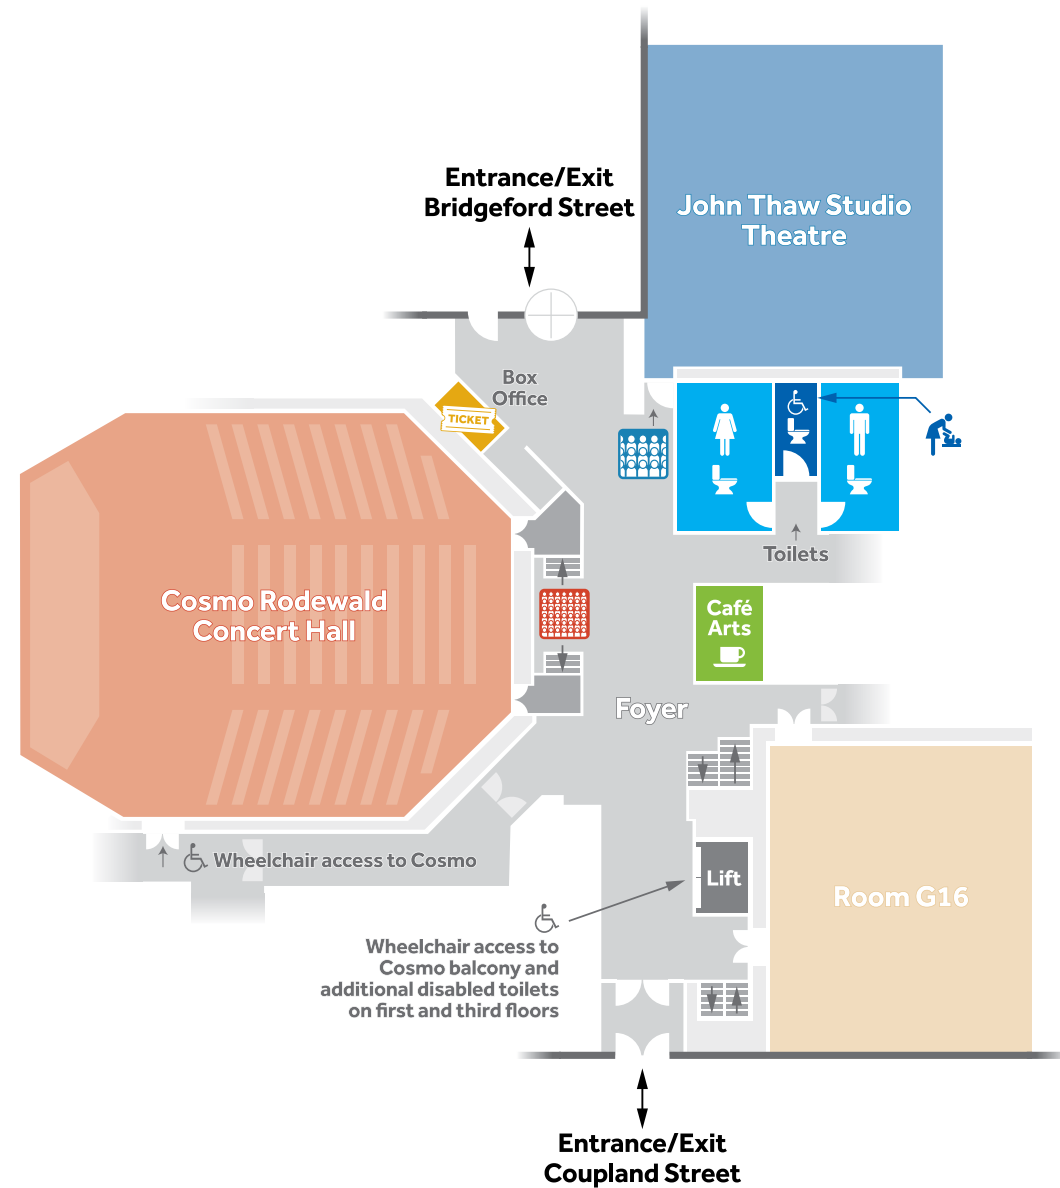 Entrance/Exit
Bridgeford Street
John Thaw Studio
Theatre
Box
Office
TICKET
Toilets
Cosmo Rodewald
Concert Hall
Café
Arts
Foyer
Wheelchair access to Cosmo
Lift
Room G16
Wheelchair access to
Cosmo balcony and
additional disabled toilets
on first and third floors
Entrance/Exit
Coupland Street